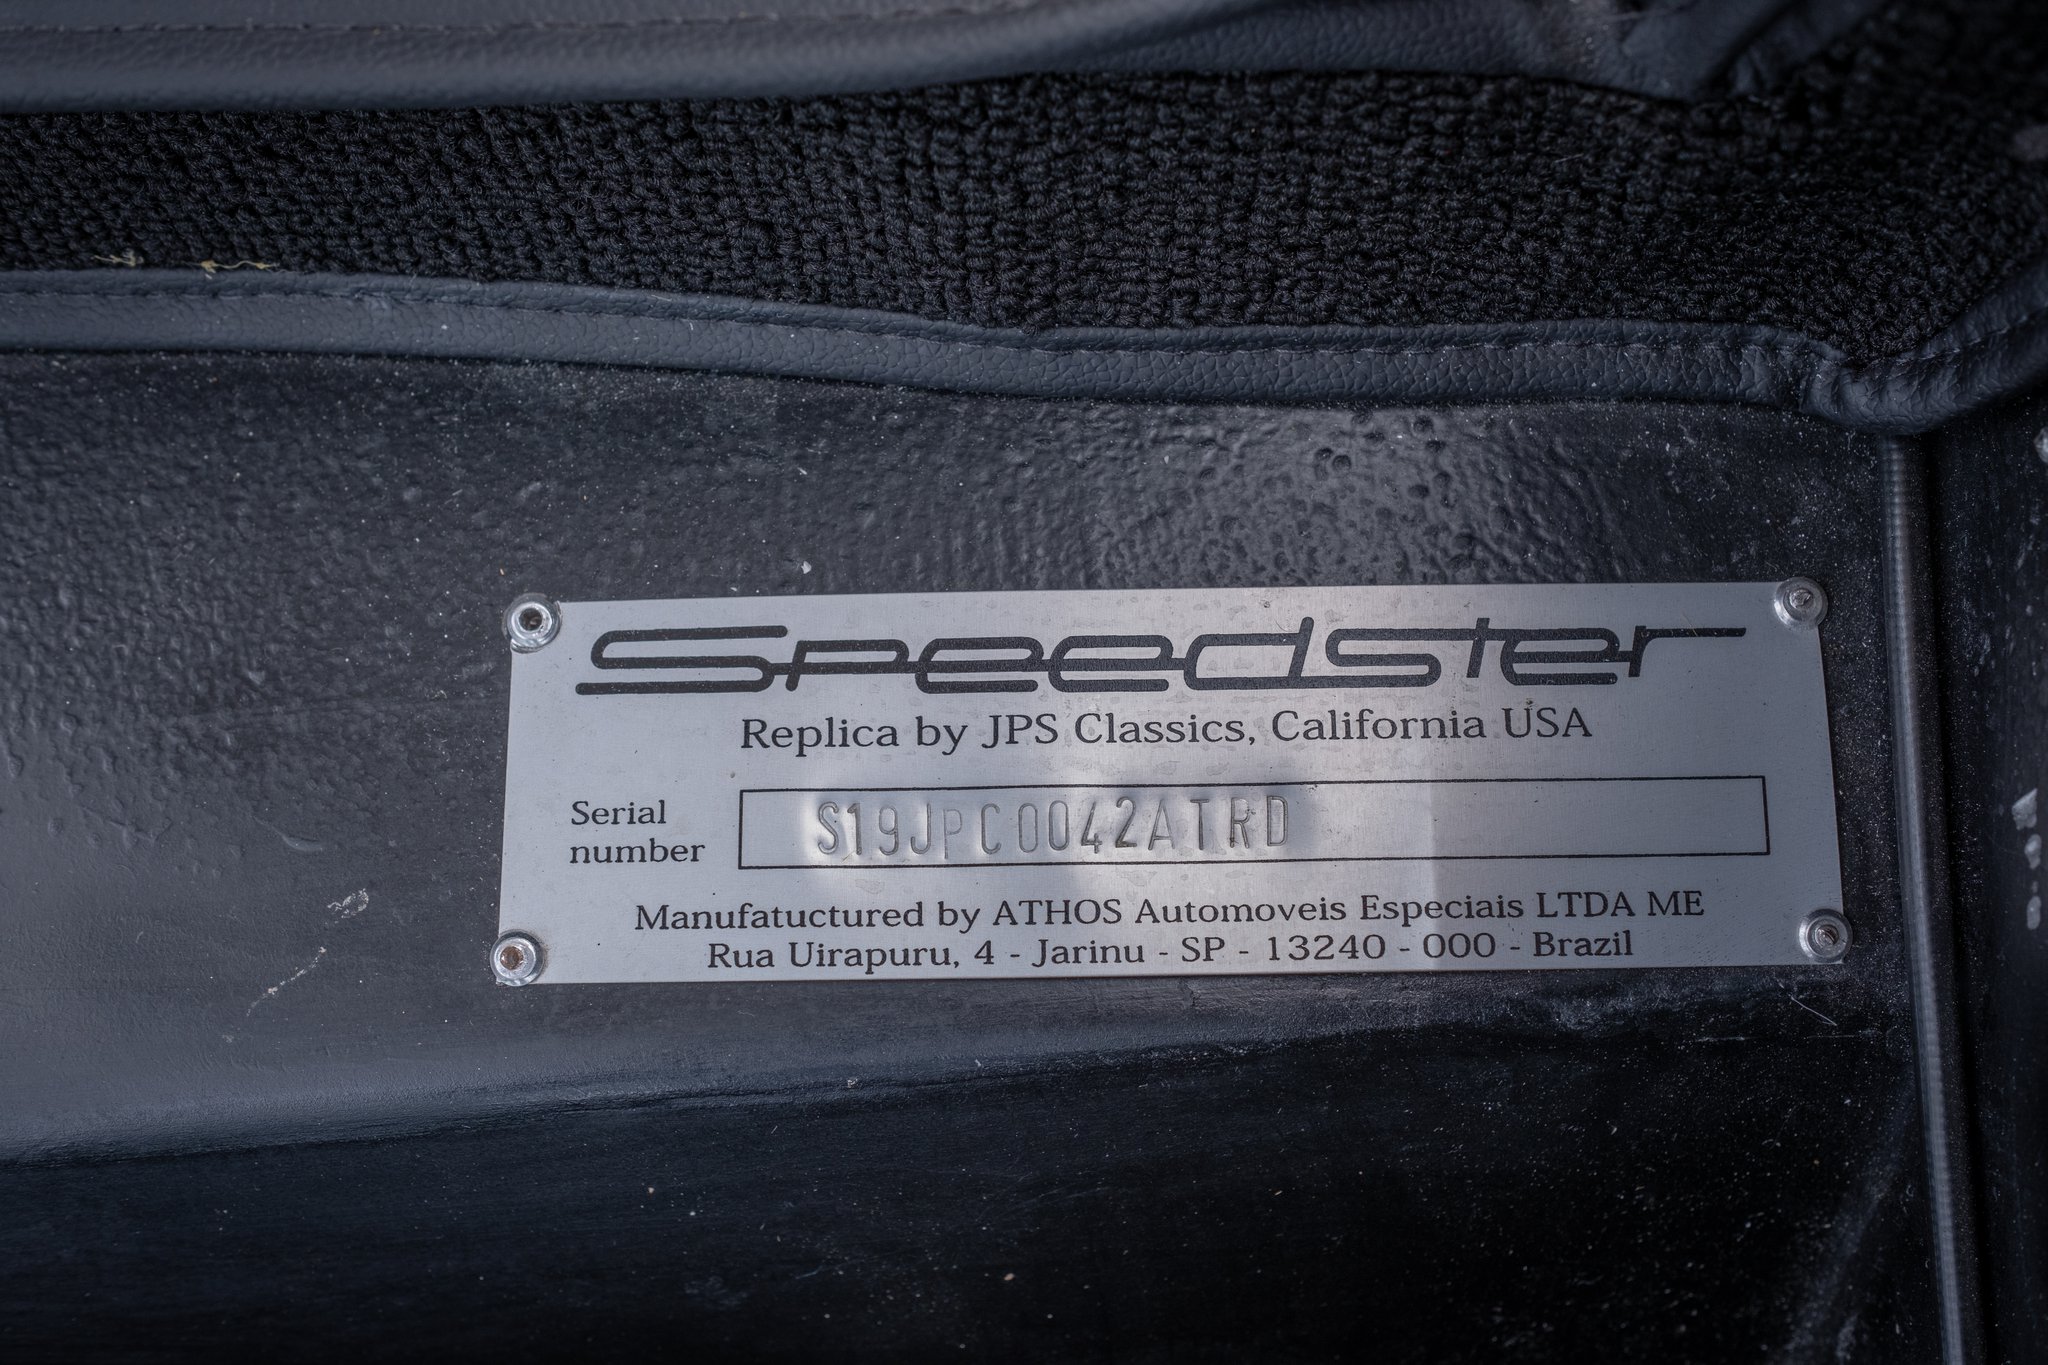 Speedster
Replica by JPS Classics, California USA
Serial number
S19JPC0042ATRD
Manufatuctured by ATHOS Automoveis Especiais LTDA ME
Rua Uirapuru, 4 - Jarinu - SP - 13240 - 000 - Brazil